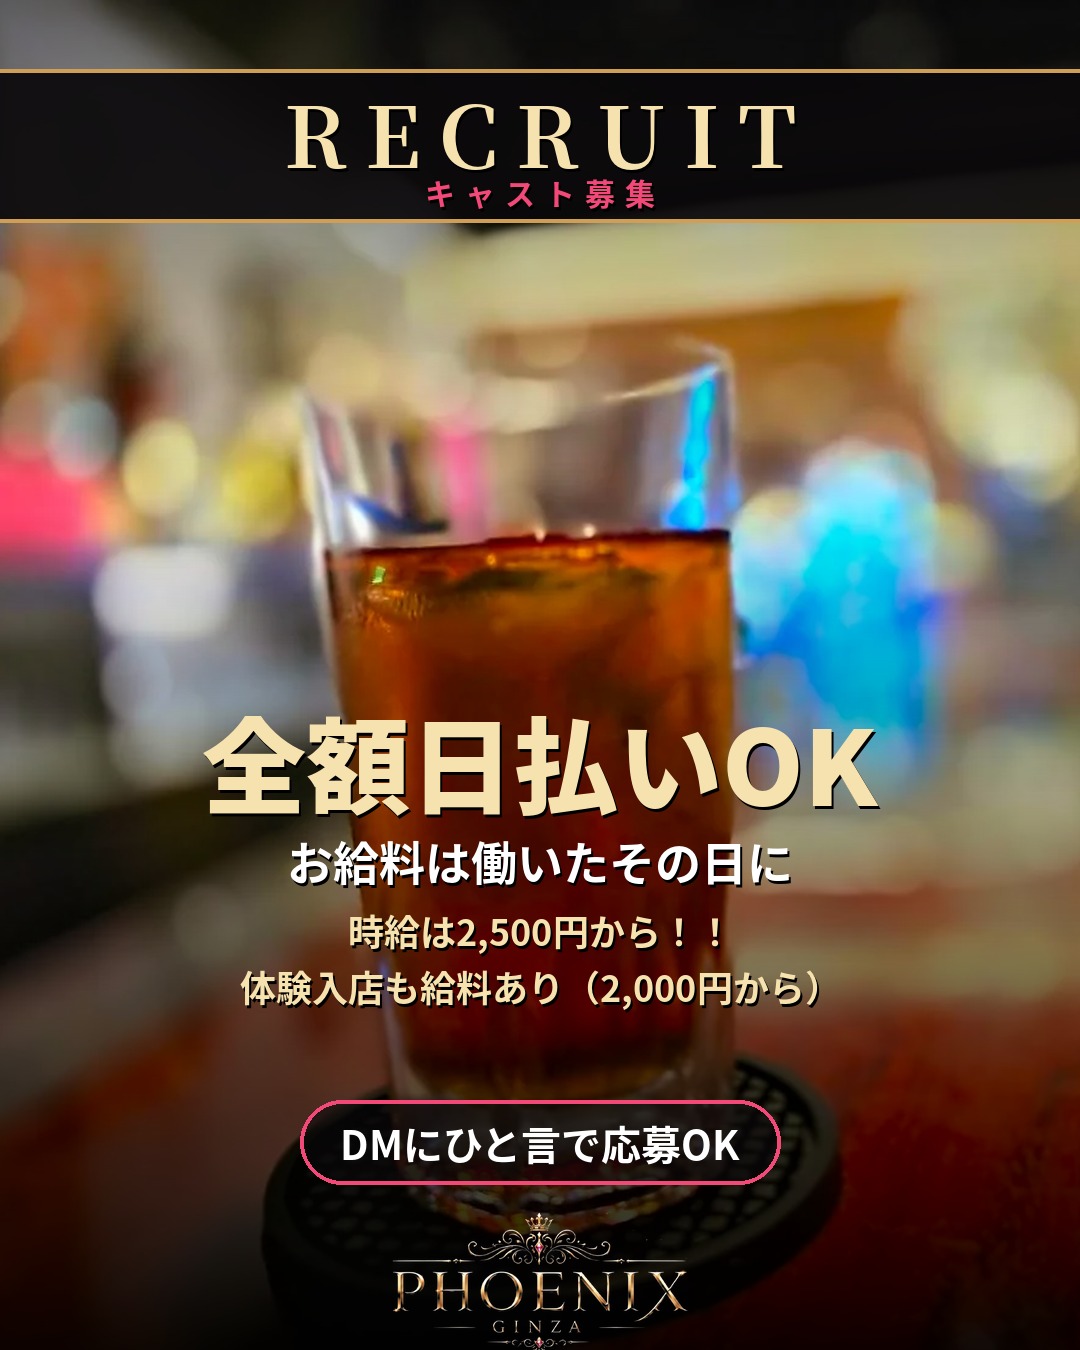 RECRUIT
キャスト募集
全額日払いOK
お給料は働いたその日に
時給は2,500円から！！
体験入店も給料あり（2,000円から）
DMにひと言で応募OK
PHOENIX
GINZA